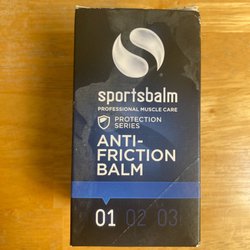 sportsbalm
PROFESSIONAL MUSCLE CARE
PROTECTION
SERIES
ANTI-
FRICTION
BALM
01 02 03